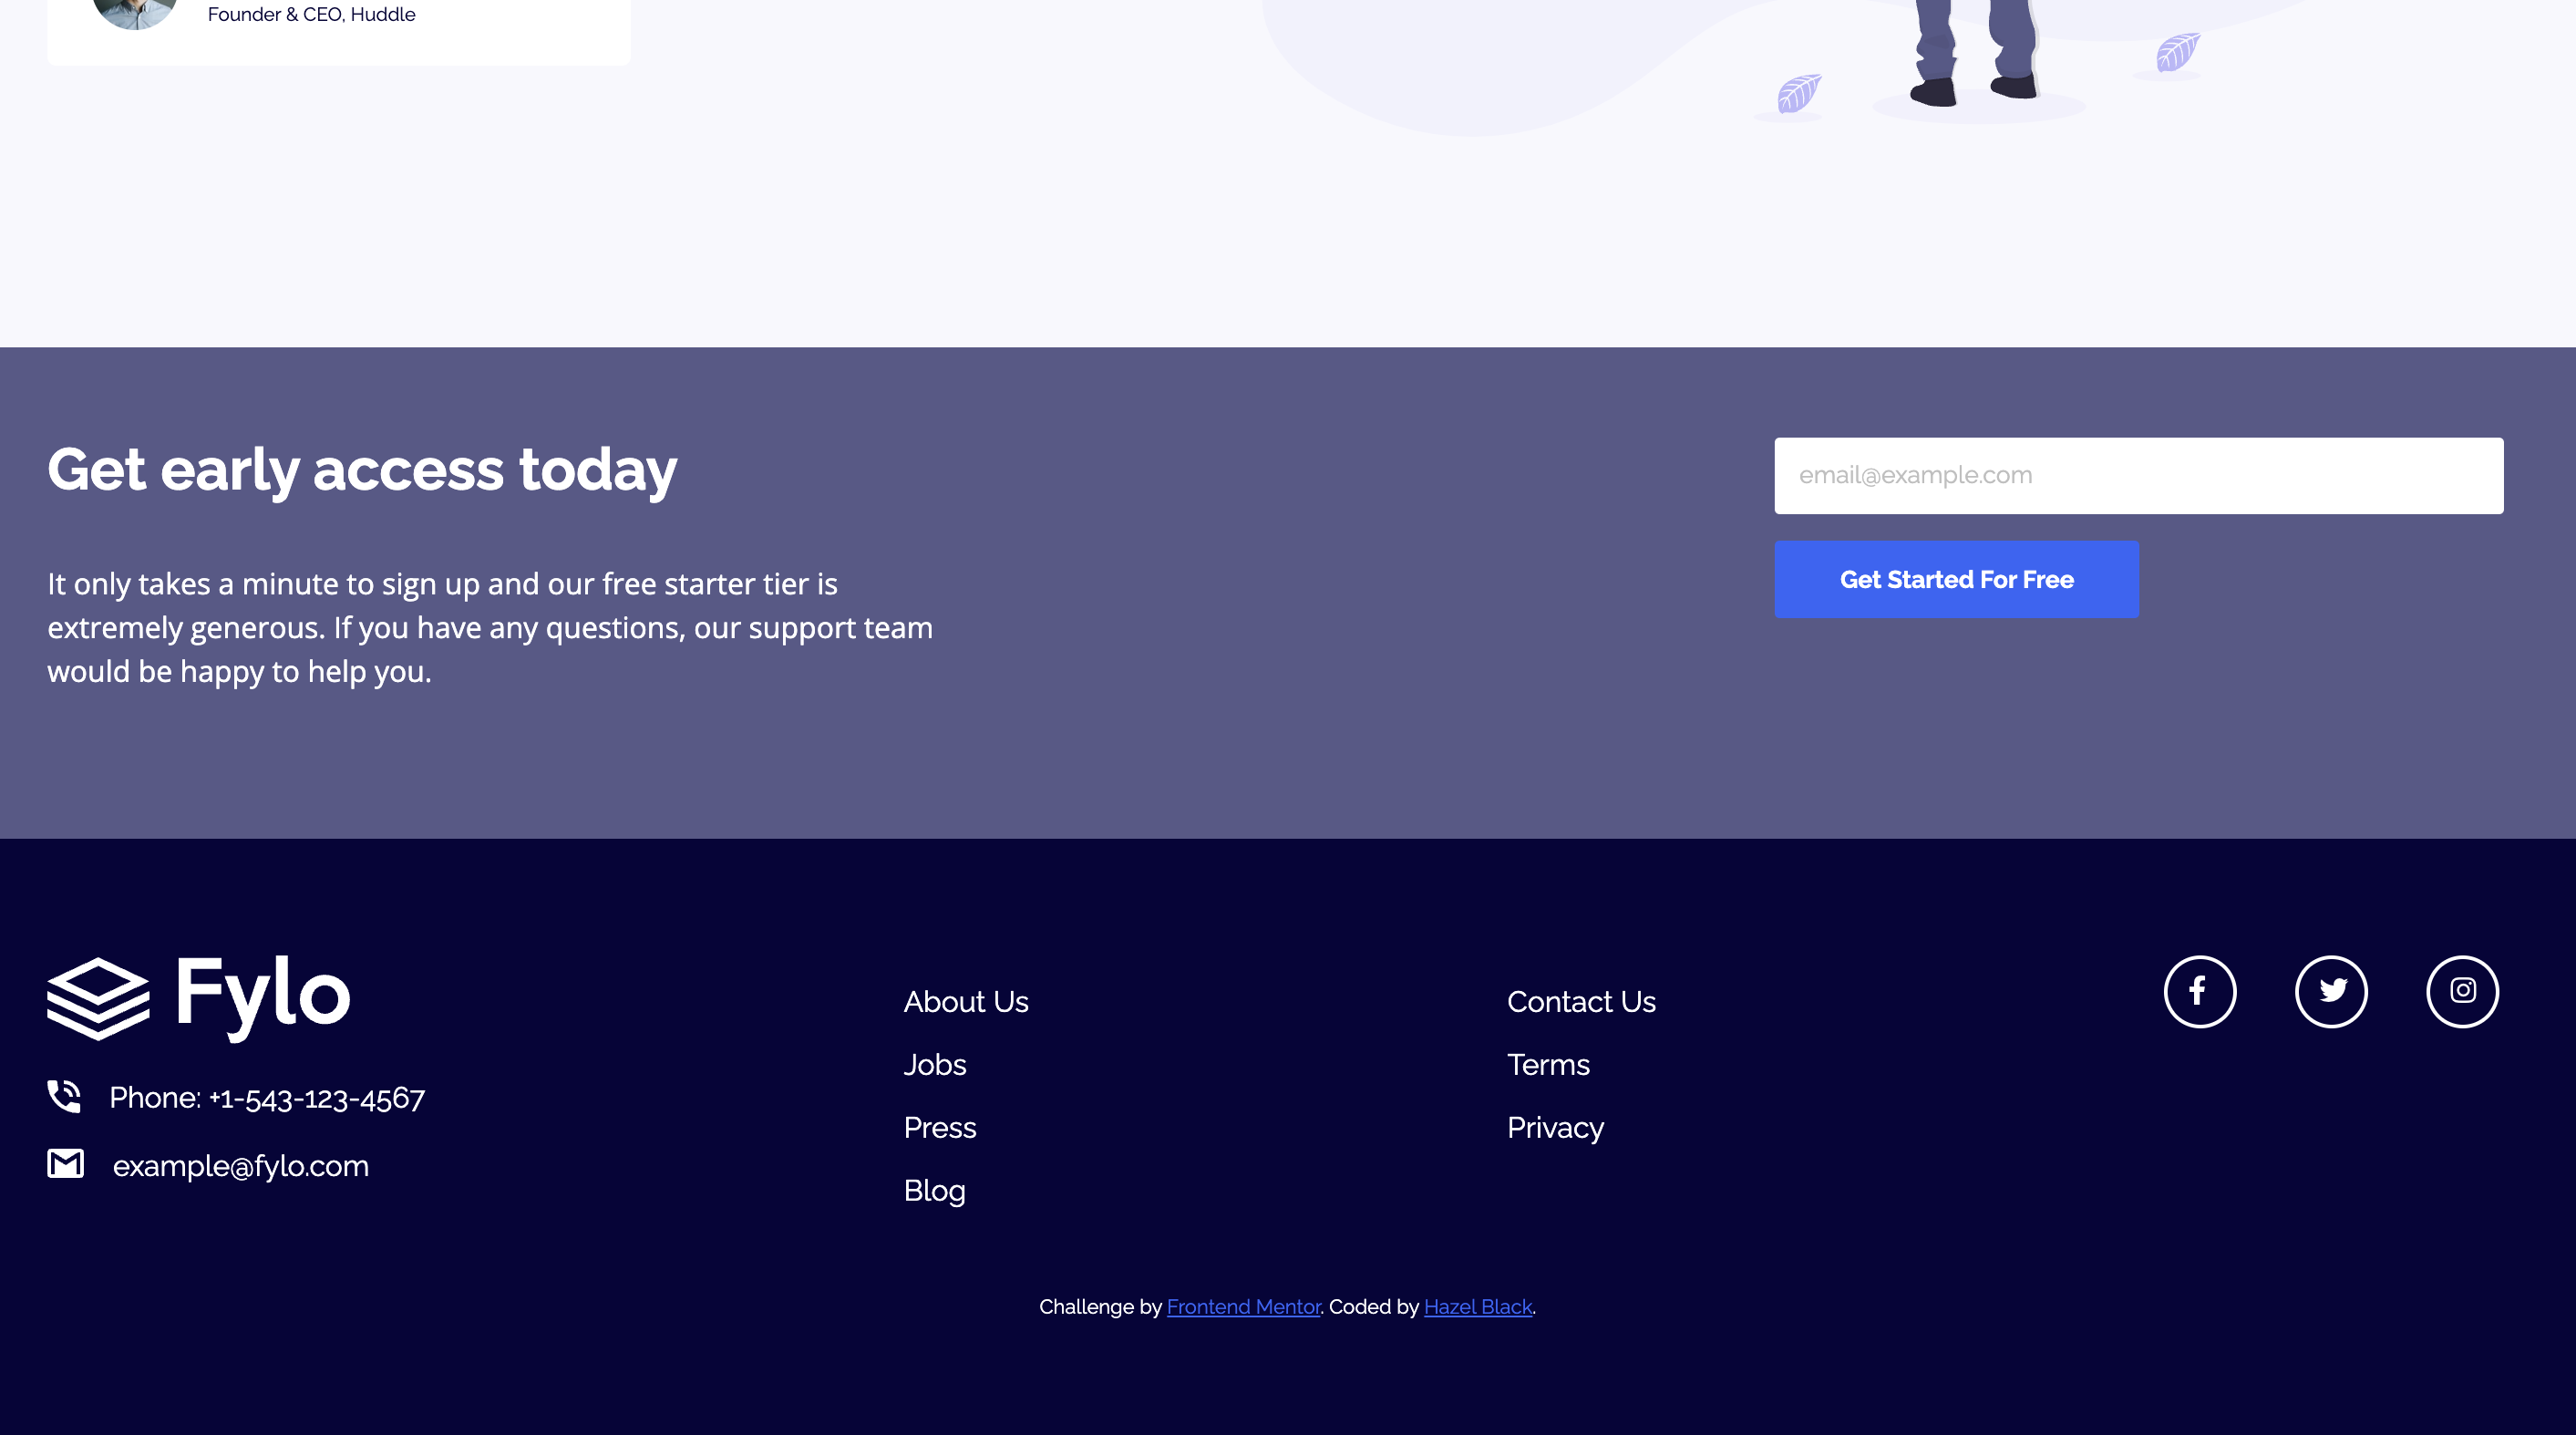 Founder & CEO, Huddle
Get early access today
It only takes a minute to sign up and our free starter tier is
extremely generous. If you have any questions, our support team
would be happy to help you.
email@example.com
Get Started For Free
Fylo
Phone: +1-543-123-4567
example@fylo.com
About Us
Jobs
Press
Blog
Contact Us
Terms
Privacy
Challenge by Frontend Mentor. Coded by Hazel Black.